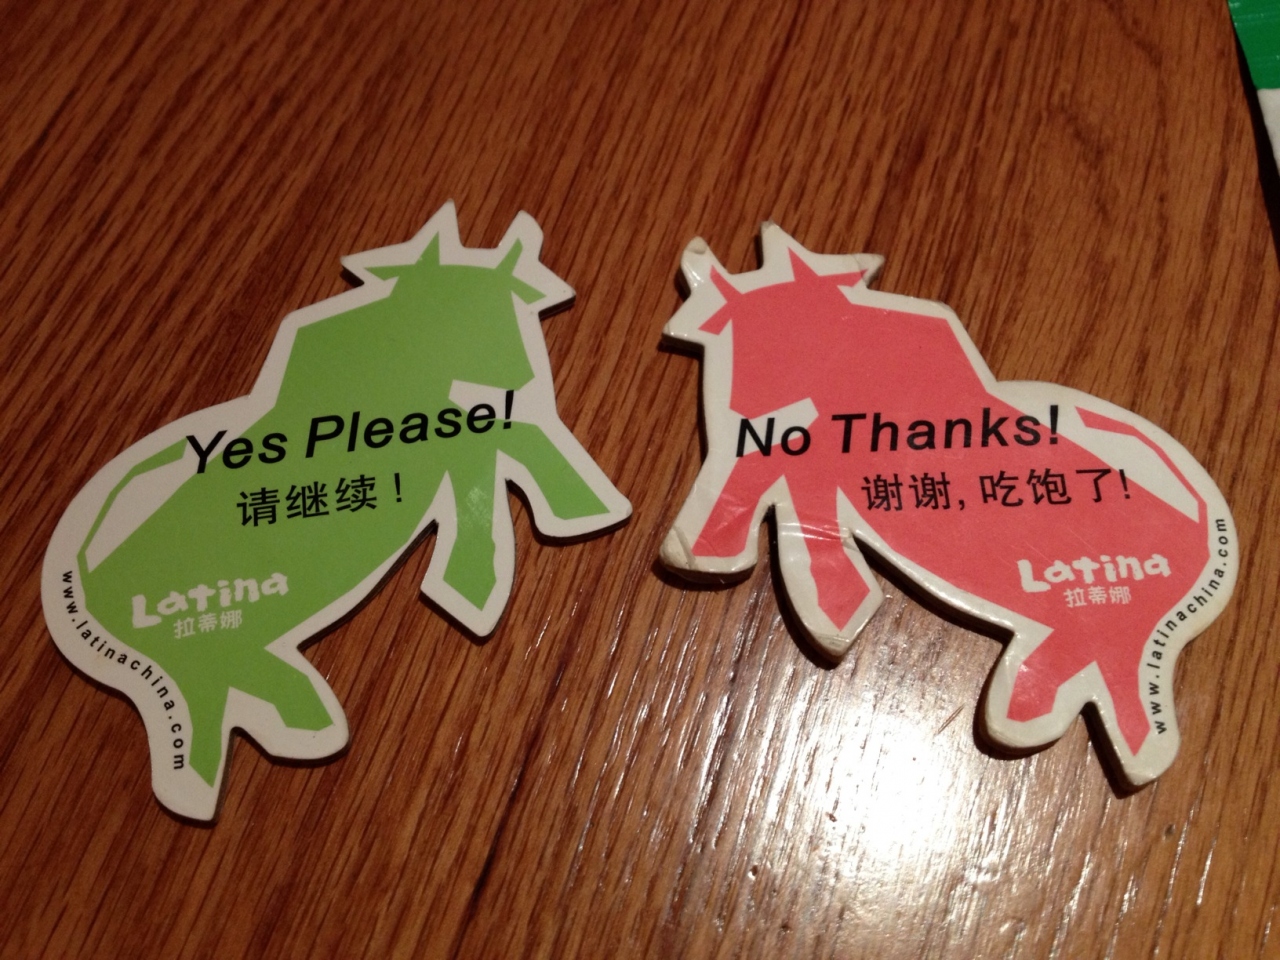 Yes Please!
请继续！
Latina
拉蒂娜
www.latinachina.com
No Thanks!
谢谢,吃饱了!
Latina
拉蒂娜
www.latinachina.com